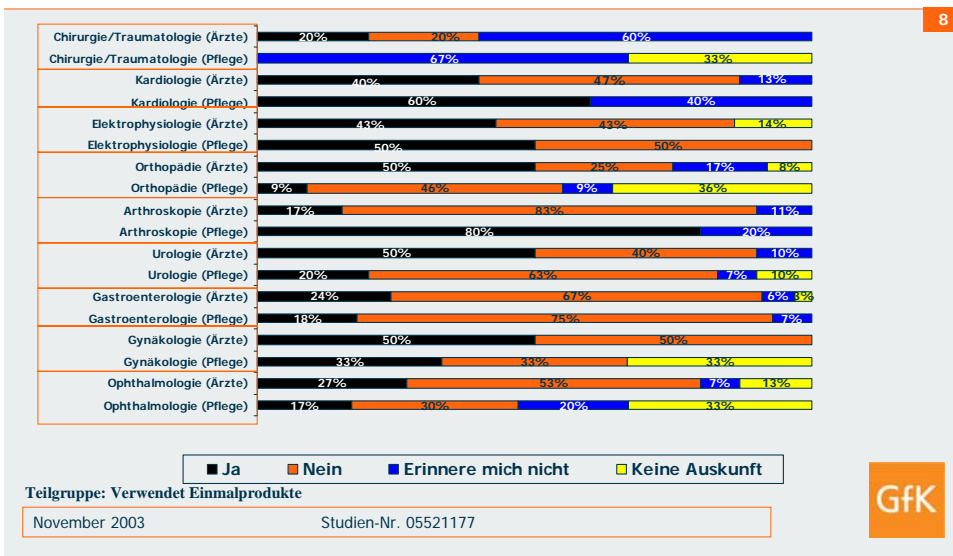 8
Chirurgie/Traumatologie (Ärzte) 20% 20% 60%
Chirurgie/Traumatologie (Pflege) 67% 33%
Kardiologie (Ärzte) 40% 47% 13%
Kardiologie (Pflege) 60% 40%
Elektrophysiologie (Ärzte) 43% 43% 14%
Elektrophysiologie (Pflege) 50% 50%
Orthopädie (Ärzte) 50% 25% 17% 8%
Orthopädie (Pflege) 9% 46% 9% 36%
Arthroskopie (Ärzte) 17% 83% 11%
Arthroskopie (Pflege) 80% 20%
Urologie (Ärzte) 50% 40% 10%
Urologie (Pflege) 20% 63% 7% 10%
Gastroenterologie (Ärzte) 24% 67% 6% 3%
Gastroenterologie (Pflege) 18% 75% 7%
Gynäkologie (Ärzte) 50% 50%
Gynäkologie (Pflege) 33% 33% 33%
Ophthalmologie (Ärzte) 27% 53% 7% 13%
Ophthalmologie (Pflege) 17% 30% 20% 33%
Ja Nein Erinnere mich nicht Keine Auskunft
Teilgruppe: Verwendet Einmalprodukte
GfK
November 2003 Studien-Nr. 05521177